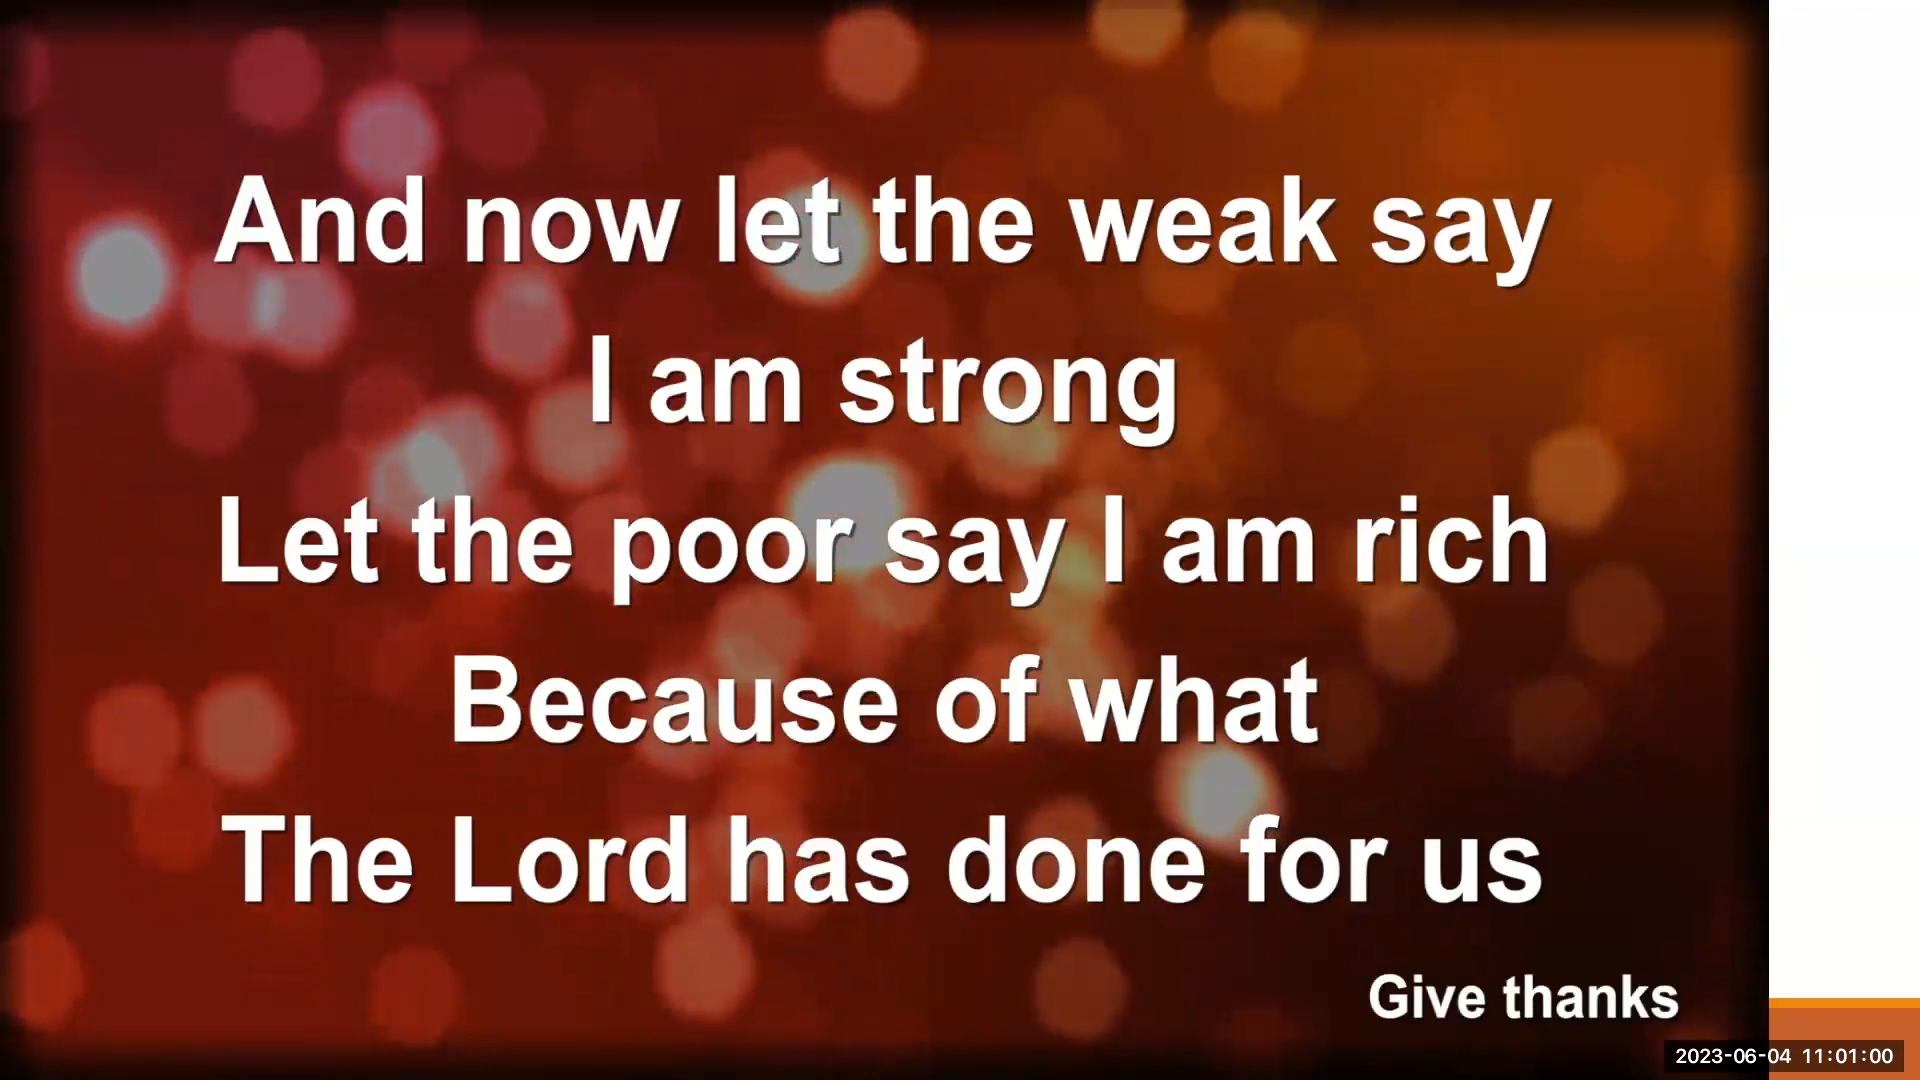 And now let the weak say
I am strong
Let the poor say I am rich
Because of what
The Lord has done for us
Give thanks
2023-06-04 11:01:00